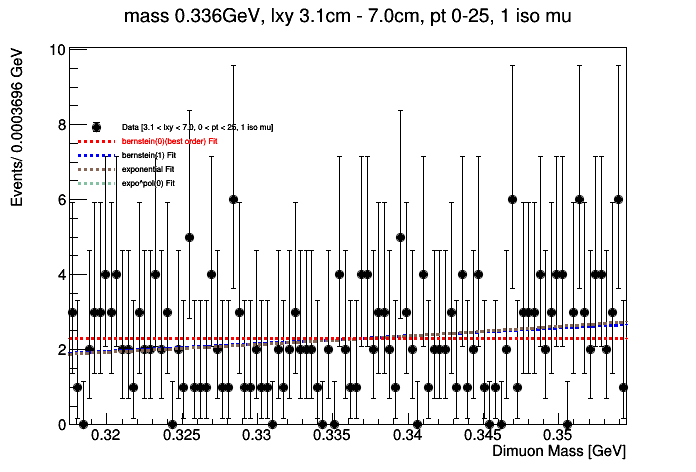 mass 0.336GeV, lxy 3.1cm - 7.0cm, pt 0-25, 1 iso mu
Events/ 0.0003696 GeV
10
8
6
4
2
0
Data [3.1 < lxy < 7.0, 0 < pt < 25, 1 iso mu]
bernstein(0)(best order) Fit
bernstein(1) Fit
exponential Fit
expo*pol(0) Fit
0.32 0.325 0.33 0.335 0.34 0.345 0.35
Dimuon Mass [GeV]